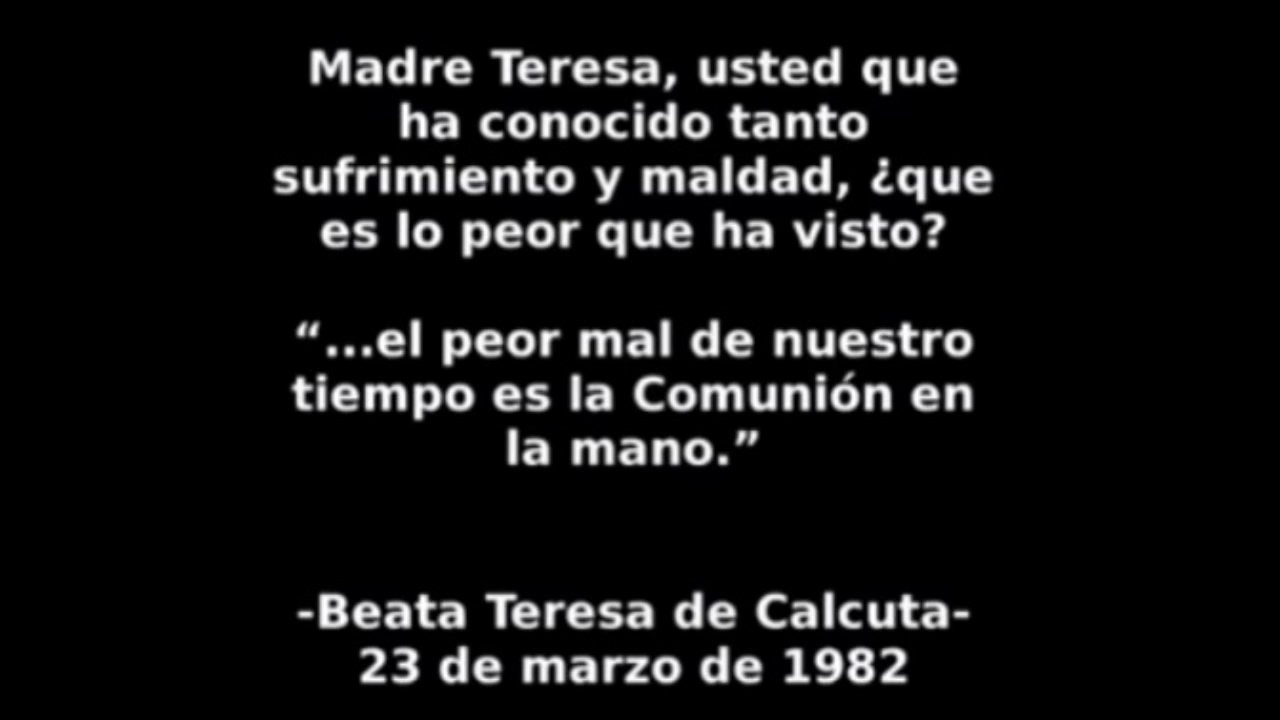 Madre Teresa, usted que
ha conocido tanto
sufrimiento y maldad, ¿que
es lo peor que ha visto?
“...el peor mal de nuestro
tiempo es la Comunión en
la mano.”
-Beata Teresa de Calcuta-
23 de marzo de 1982